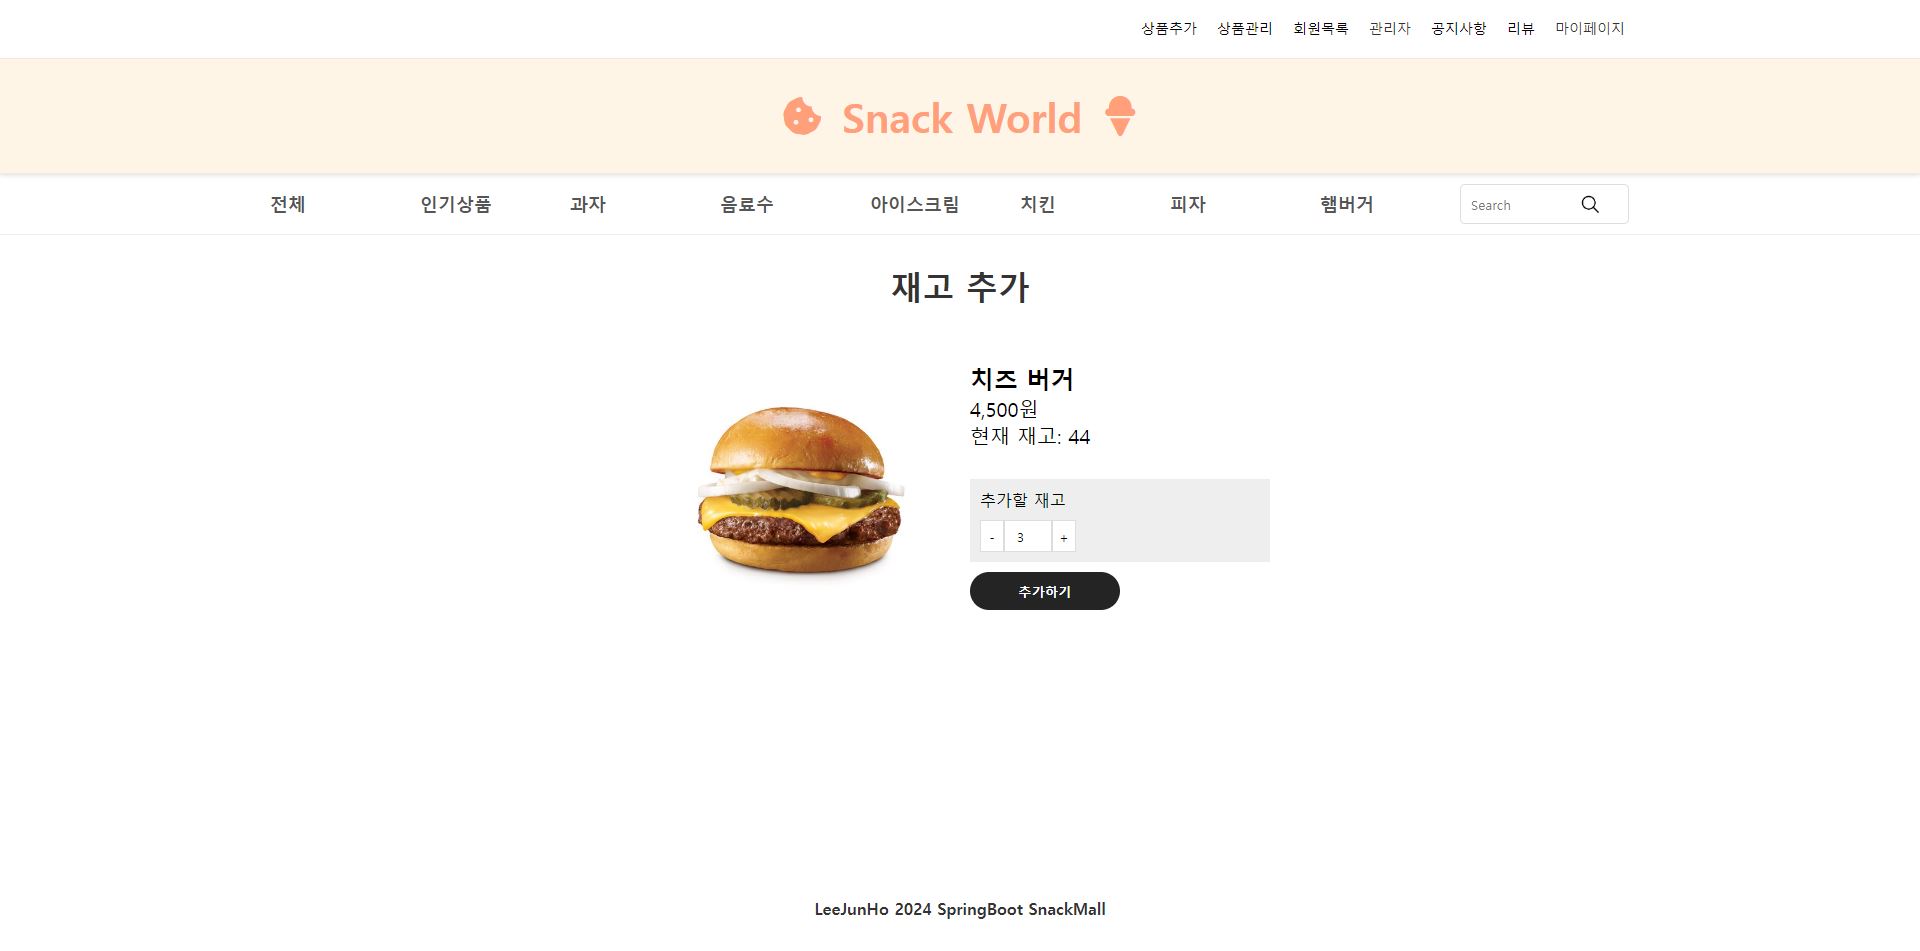 상품추가 상품관리 회원목록 관리자 공지사항 리뷰 마이페이지
Snack World
전체 인기상품 과자 음료수 아이스크림 치킨 피자 햄버거 Search
재고 추가
치즈 버거
4,500원
현재 재고: 44
추가할 재고
- 3 +
추가하기
LeeJunHo 2024 SpringBoot SnackMall